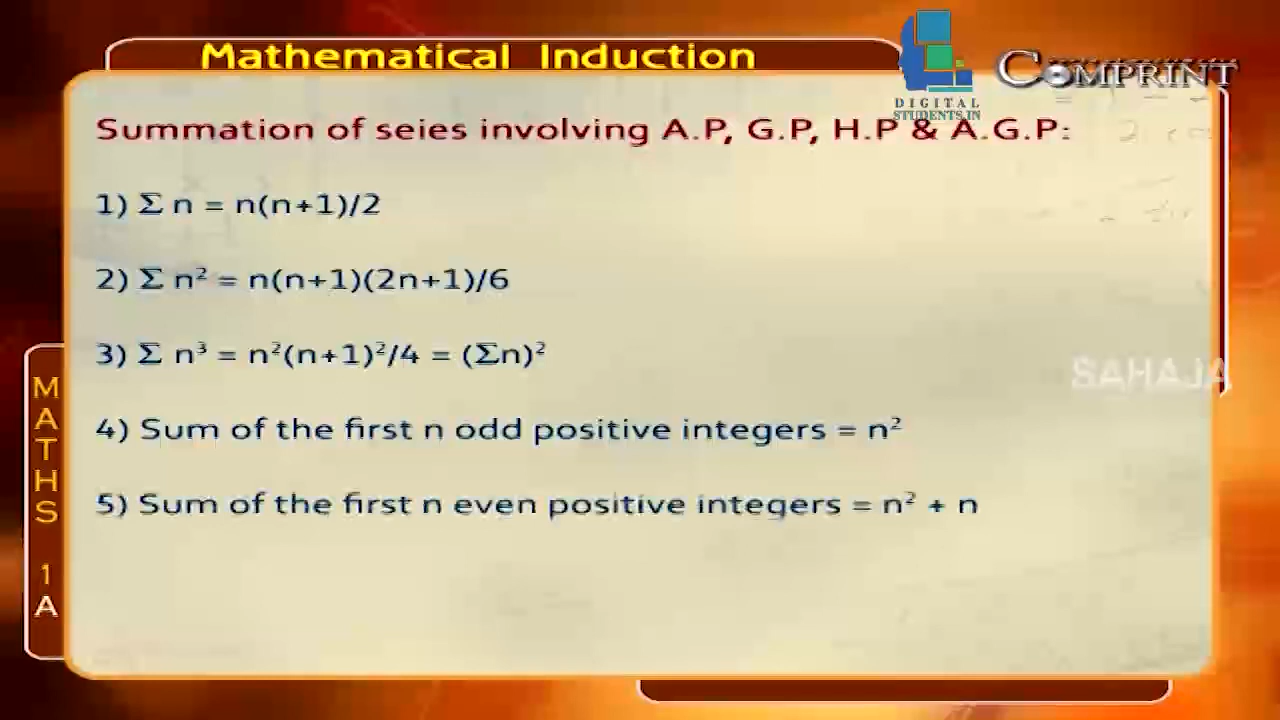 Mathematical Induction
DIGITAL
STUDENTS.IN
COMPRINT
Summation of seies involving A.P, G.P, H.P & A.G.P:
1) Σ n = n(n+1)/2
2) Σ n² = n(n+1)(2n+1)/6
3) Σ n³ = n²(n+1)²/4 = (Σn)²
SAHAJA
4) Sum of the first n odd positive integers = n²
5) Sum of the first n even positive integers = n² + n
MATHS 1A